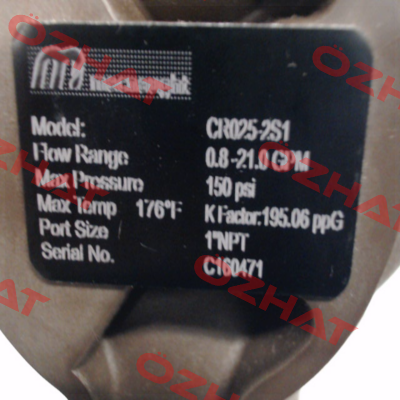 Model: CR025-2S1
Flow Range 0.8-21.0 GPM
Max Pressure 150 psi
Max Temp 176°F K Factor:195.06 ppG
Port Size 1"NPT
Serial No. C160471
OZHAT
OZHAT
OZHAT
OZHAT
OZHAT